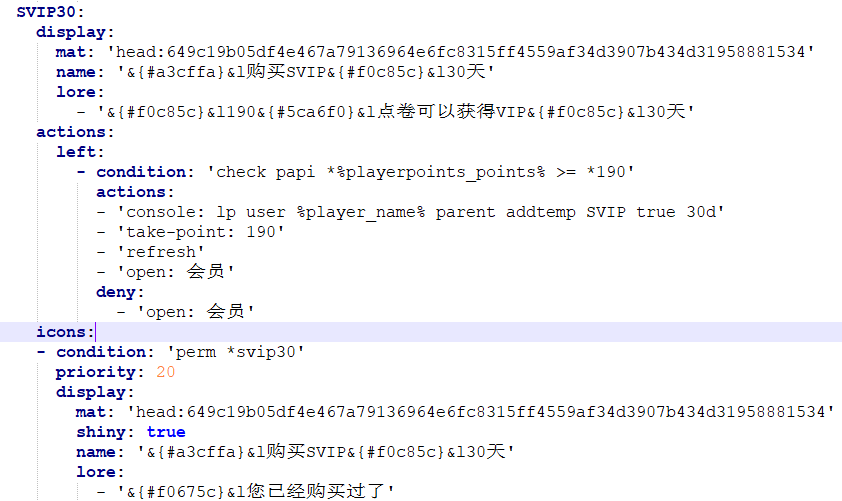 SVIP30:
display:
mat: 'head:649c19b05df4e467a79136964e6fc8315ff4559af34d3907b434d31958881534'
name: '&{#a3cffa}&l购买SVIP&{#f0c85c}&l30天'
lore:
- '&{#f0c85c}&l190&{#5ca6f0}&l点卷可以获得VIP&{#f0c85c}&l30天'
actions:
left:
- condition: 'check papi *%playerpoints_points% >= *190'
actions:
- 'console: lp user %player_name% parent addtemp SVIP true 30d'
- 'take-point: 190'
- 'refresh'
- 'open: 会员'
deny:
- 'open: 会员'
icons:
- condition: 'perm *svip30'
priority: 20
display:
mat: 'head:649c19b05df4e467a79136964e6fc8315ff4559af34d3907b434d31958881534'
shiny: true
name: '&{#a3cffa}&l购买SVIP&{#f0c85c}&l30天'
lore:
- '&{#f0675c}&l您已经购买过了'